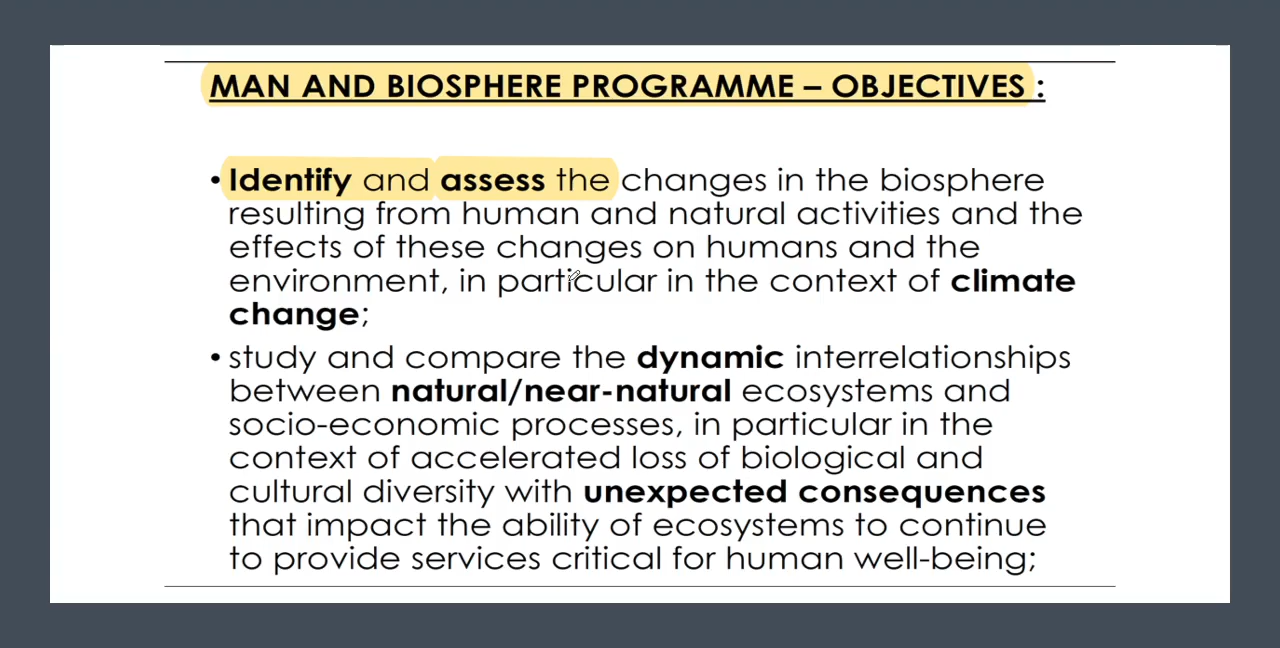 MAN AND BIOSPHERE PROGRAMME – OBJECTIVES :
• Identify and assess the changes in the biosphere
resulting from human and natural activities and the
effects of these changes on humans and the
environment, in particular in the context of climate
change;
• study and compare the dynamic interrelationships
between natural/near-natural ecosystems and
socio-economic processes, in particular in the
context of accelerated loss of biological and
cultural diversity with unexpected consequences
that impact the ability of ecosystems to continue
to provide services critical for human well-being;